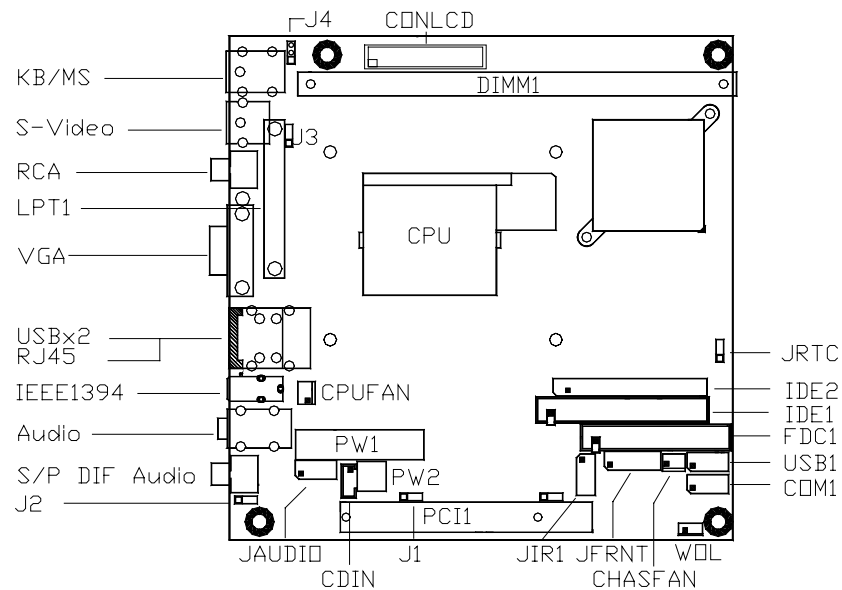 J4
CONLCD
KB/MS
DIMM1
S-Video
J3
RCA
LPT1
CPU
VGA
USBx2
RJ45
JRTC
IEEE1394
CPUFAN
IDE2
IDE1
Audio
FDC1
PW1
USB1
S/P DIF Audio
PW2
COM1
J2
PCI1
JAUDIO
J1
JIR1
JFRNT
WOL
CDIN
CHASFAN